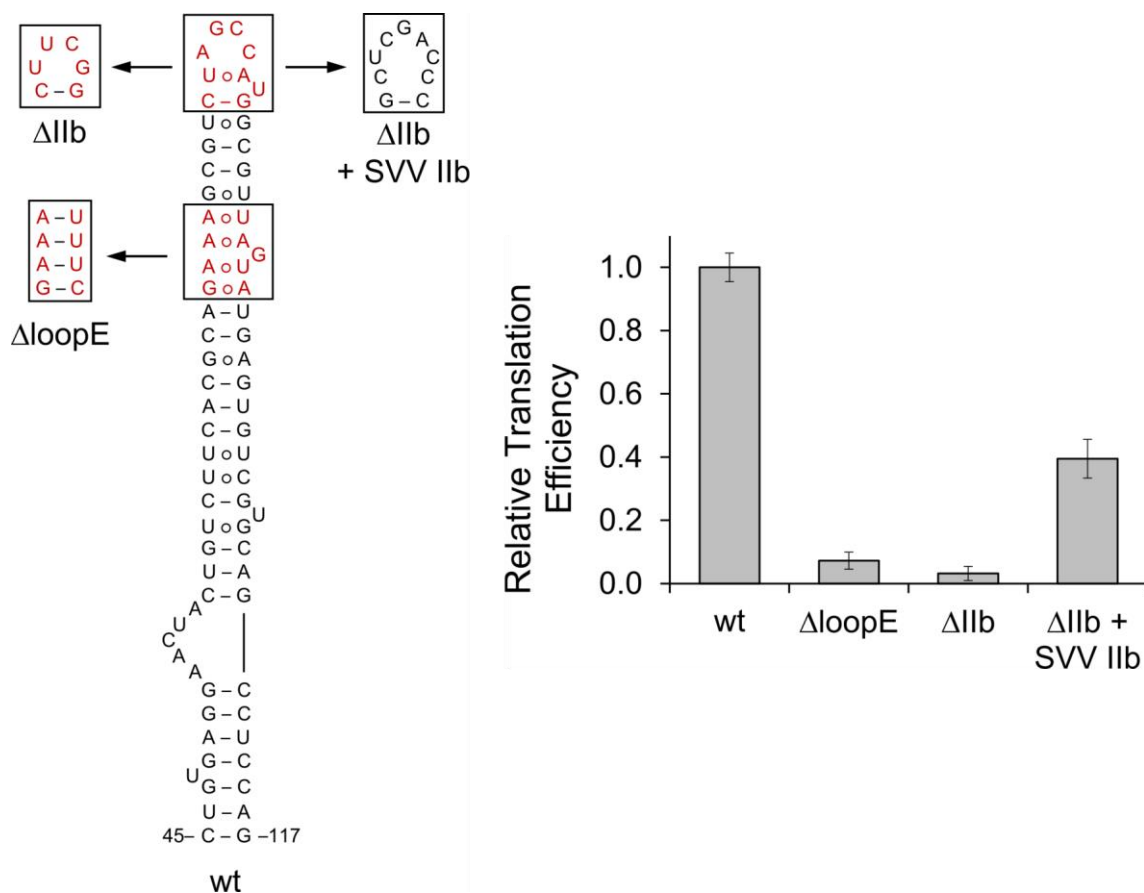 U C
U G
C – G
ΔIIb
G C
A C
U o A
U
C – G
C G A
U C
C C
G – C
ΔIIb
+ SVV IIb
U o G
G – C
C – G
G o U
A – U
A – U
A – U
G – C
ΔloopE
A o U
A o A
G
A o U
G o A
A – U
C – G
G o A
C – G
A – U
C – G
U o U
U o C
C – G
U
U o G
G – C
U – A
C – G
A
U
C
A
A
G – C
G – C
A – U
G – C
U
G – C
U – A
45– C – G –117
wt
Relative Translation
Efficiency
1.0
0.8
0.6
0.4
0.2
0.0
wt
ΔloopE
ΔIIb
ΔIIb +
SVV IIb